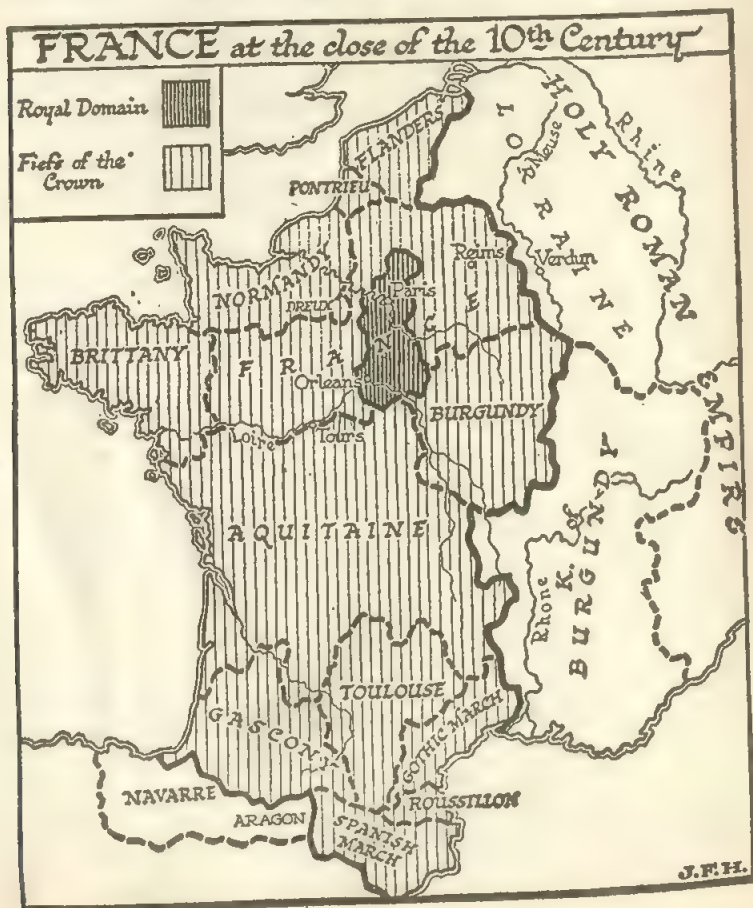 FRANCE at the close of the 10th Century
Royal Domain
Fiefs of the
Crown
HOLY ROMAN
EMPIRE
Rhine
LORRAINE
Meuse
FLANDERS
PONTRIEU
Reims
Verdun
NORMANDY
DREUX
Paris
BRITTANY
FRANCE
Orleans
BURGUNDY
Loire
Tours
AQUITAINE
K. of
BURGUNDY
Rhone
TOULOUSE
GASCONY
GOTHIC MARCH
NAVARRE
ROUSSILLON
ARAGON
SPANISH
MARCH
J.F.H.